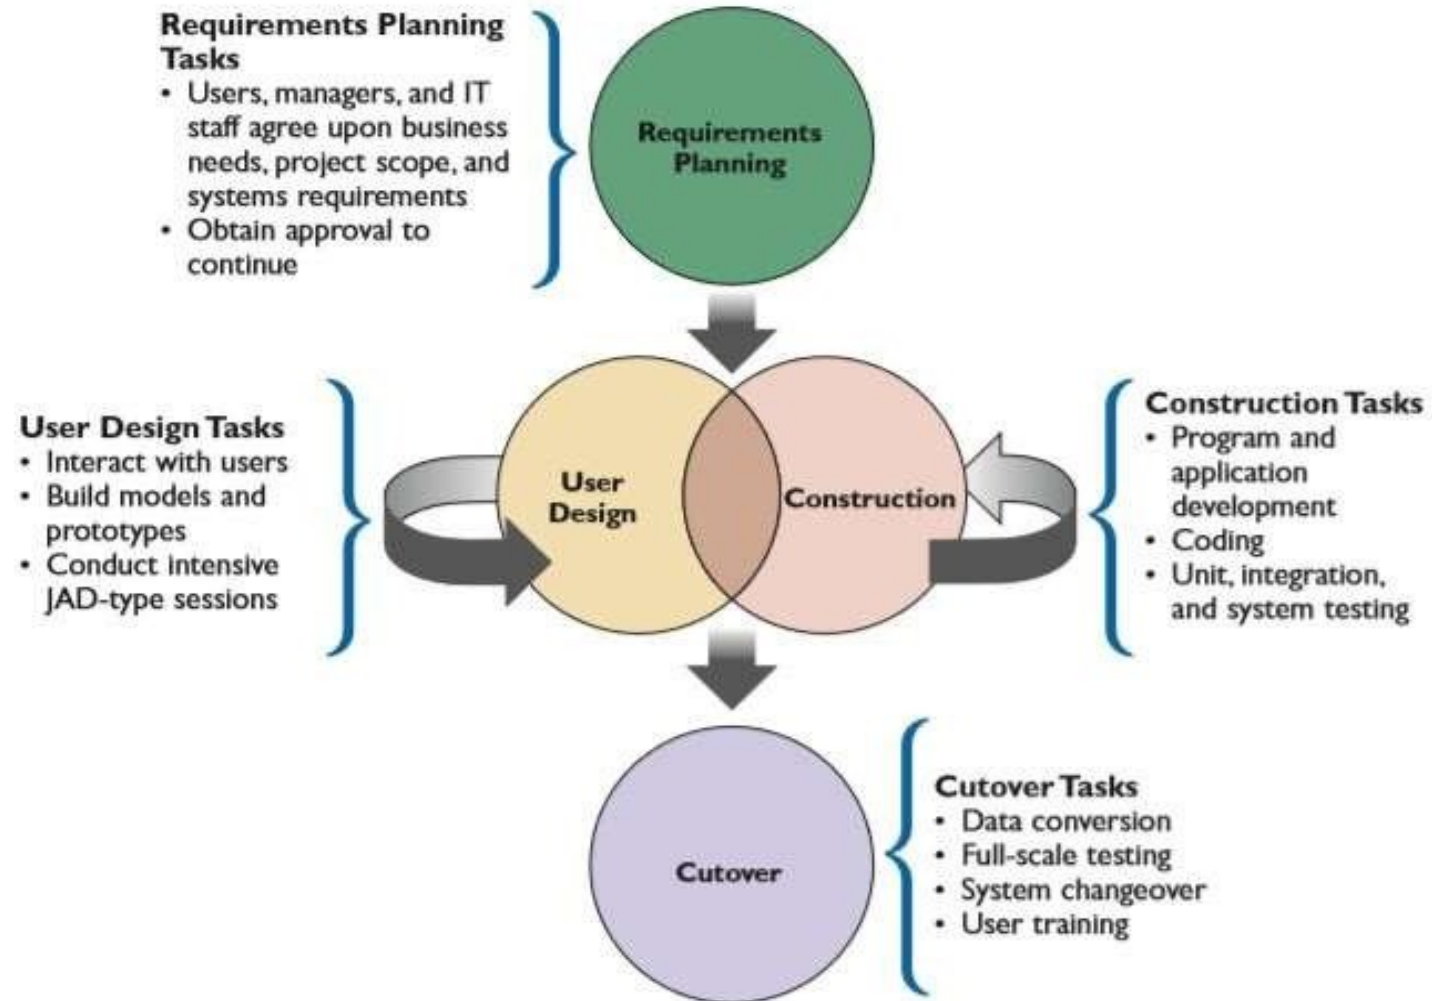 Requirements Planning
Tasks
• Users, managers, and IT
staff agree upon business
needs, project scope, and
systems requirements
• Obtain approval to
continue
Requirements
Planning
User Design Tasks
• Interact with users
• Build models and
prototypes
• Conduct intensive
JAD-type sessions
User
Design
Construction
Construction Tasks
• Program and
application
development
• Coding
• Unit, integration,
and system testing
Cutover
Cutover Tasks
• Data conversion
• Full-scale testing
• System changeover
• User training